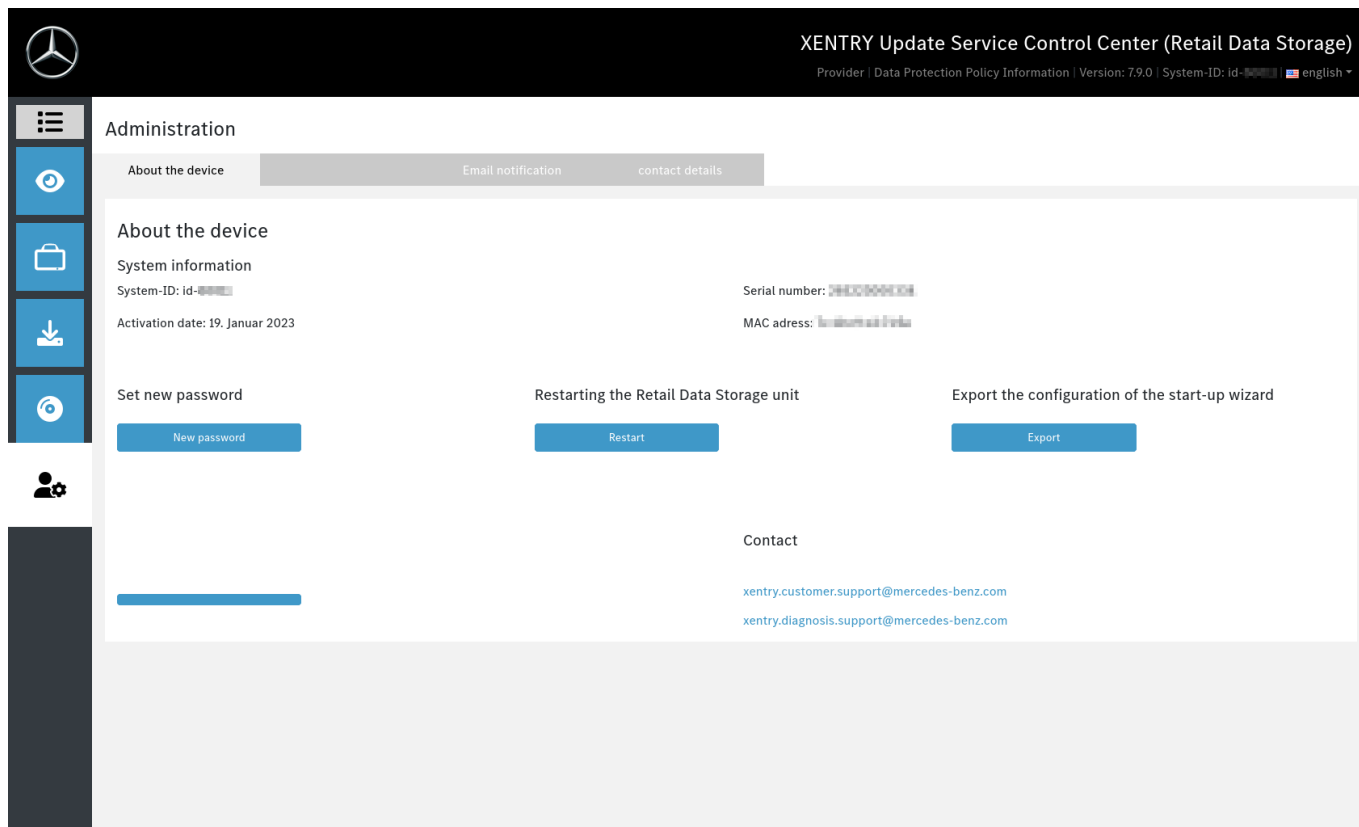 XENTRY Update Service Control Center (Retail Data Storage)
Provider | Data Protection Policy Information | Version: 7.9.0 | System-ID: id- | english
Administration
About the device Email notification contact details
About the device
System information
System-ID: id- Serial number:
Activation date: 19. Januar 2023 MAC adress:
Set new password Restarting the Retail Data Storage unit Export the configuration of the start-up wizard
New password Restart Export
Contact
xentry.customer.support@mercedes-benz.com
xentry.diagnosis.support@mercedes-benz.com